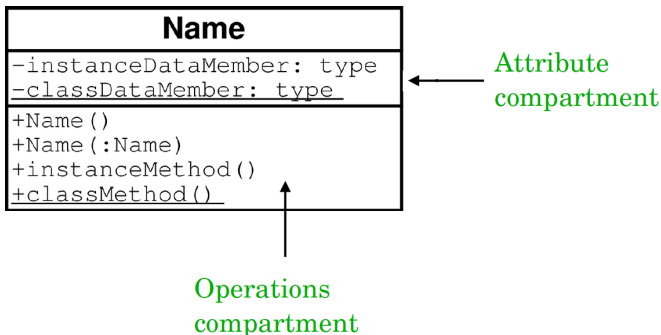 Name
-instanceDataMember: type
-classDataMember: type
Attribute
compartment
+Name()
+Name(:Name)
+instanceMethod()
+classMethod()
Operations
compartment